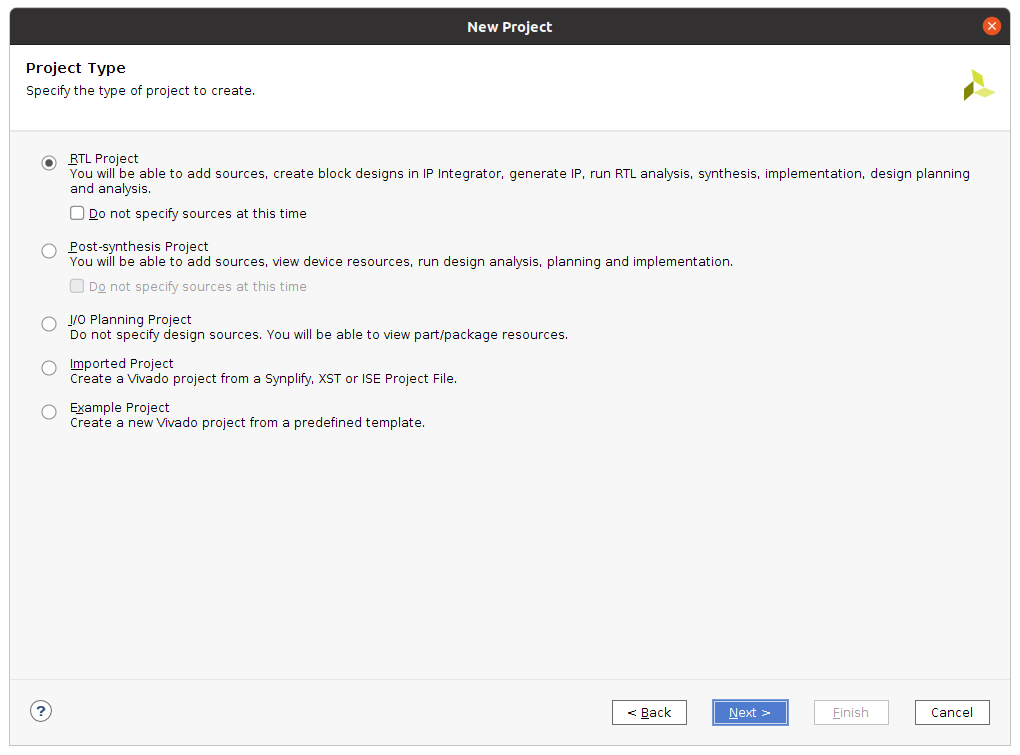 New Project
Project Type
Specify the type of project to create.
RTL Project
You will be able to add sources, create block designs in IP Integrator, generate IP, run RTL analysis, synthesis, implementation, design planning
and analysis.
Do not specify sources at this time
Post-synthesis Project
You will be able to add sources, view device resources, run design analysis, planning and implementation.
Do not specify sources at this time
I/O Planning Project
Do not specify design sources. You will be able to view part/package resources.
Imported Project
Create a Vivado project from a Synplify, XST or ISE Project File.
Example Project
Create a new Vivado project from a predefined template.
? < Back Next > Finish Cancel